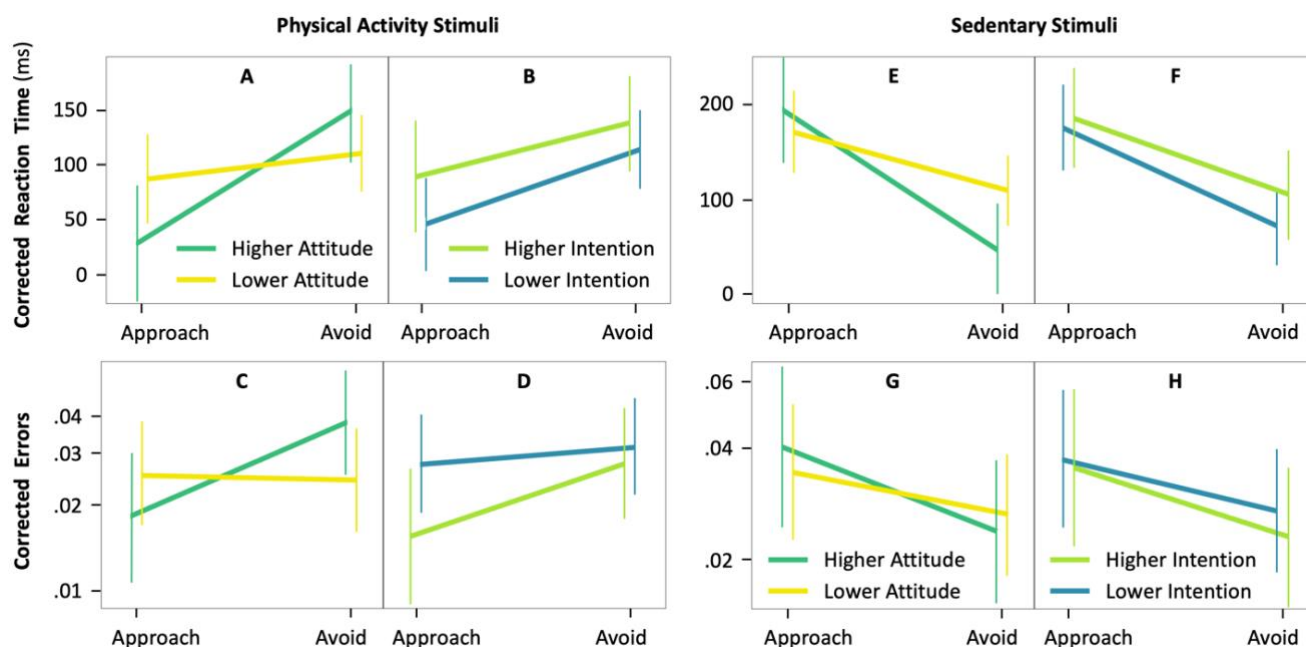 Physical Activity Stimuli
Sedentary Stimuli
Corrected Reaction Time (ms)
A
B
150
100
50
0
Higher Attitude
Lower Attitude
Higher Intention
Lower Intention
Approach
Avoid
Approach
Avoid
E
F
200
100
0
Approach
Avoid
Approach
Avoid
Corrected Errors
C
D
.04
.03
.02
.01
Approach
Avoid
Approach
Avoid
G
H
.06
.04
.02
Higher Attitude
Lower Attitude
Higher Intention
Lower Intention
Approach
Avoid
Approach
Avoid